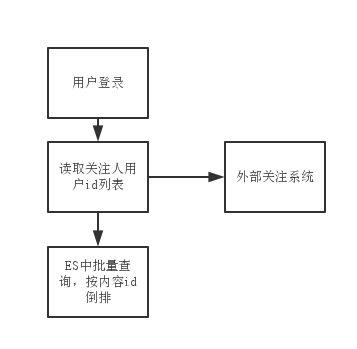 用户登录
读取关注人用
户id列表
外部关注系统
ES中批量查
询，按内容id
倒排